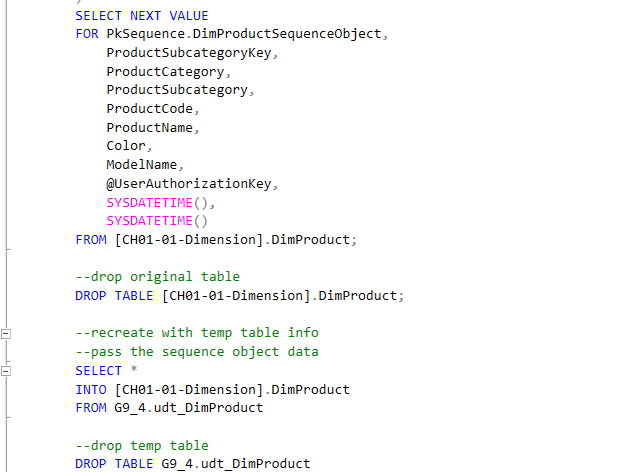 SELECT NEXT VALUE
FOR PkSequence.DimProductSequenceObject,
ProductSubcategoryKey,
ProductCategory,
ProductSubcategory,
ProductCode,
ProductName,
Color,
ModelName,
@UserAuthorizationKey,
SYSDATETIME(),
SYSDATETIME()
FROM [CH01-01-Dimension].DimProduct;
--drop original table
DROP TABLE [CH01-01-Dimension].DimProduct;
--recreate with temp table info
--pass the sequence object data
SELECT *
INTO [CH01-01-Dimension].DimProduct
FROM G9_4.udt_DimProduct
--drop temp table
DROP TABLE G9_4.udt_DimProduct